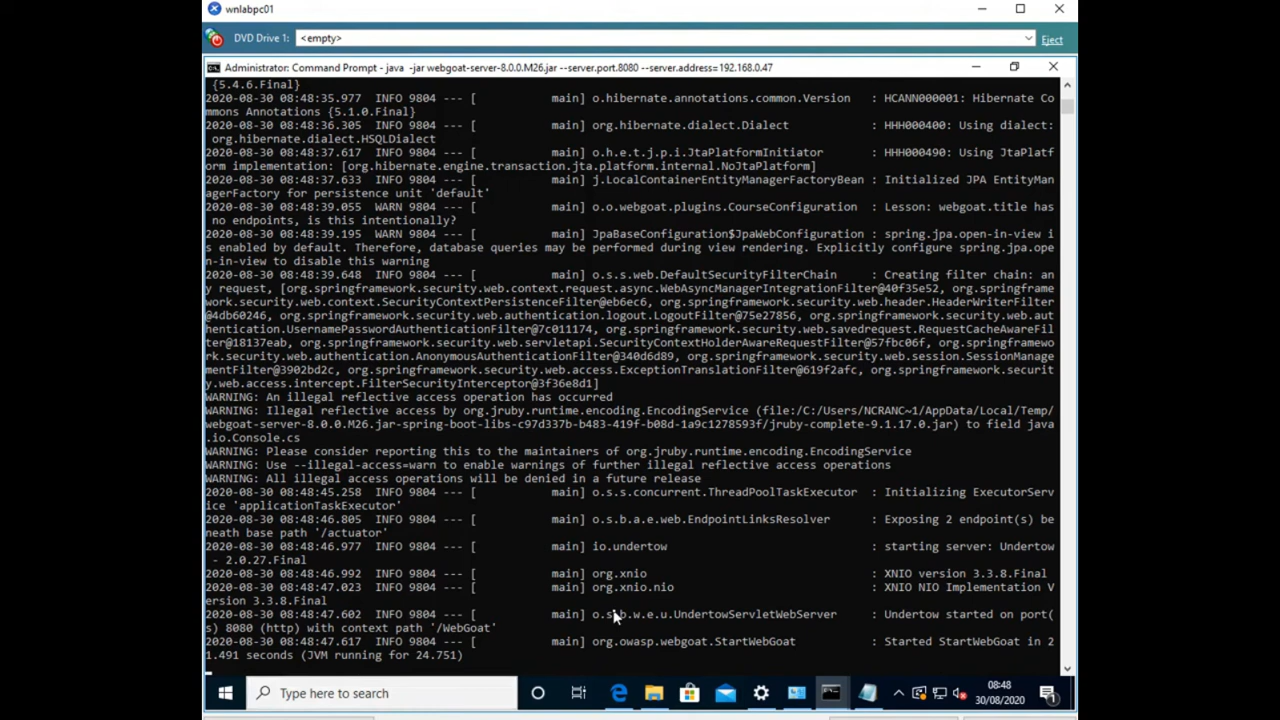 wnlabpc01
DVD Drive 1: <empty> Eject
Administrator: Command Prompt - java -jar webgoat-server-8.0.0.M26.jar --server.port.8080 --server.address=192.168.0.47
{5.4.6.Final}
2020-08-30 08:48:35.977 INFO 9804 --- [ main] o.hibernate.annotations.common.Version : HCANN000001: Hibernate Co
mmons Annotations {5.1.0.Final}
2020-08-30 08:48:36.305 INFO 9804 --- [ main] org.hibernate.dialect.Dialect : HHH000400: Using dialect:
org.hibernate.dialect.HSQLDialect
2020-08-30 08:48:37.617 INFO 9804 --- [ main] o.h.e.t.j.p.i.JtaPlatformInitiator : HHH000490: Using JtaPlatf
orm implementation: [org.hibernate.engine.transaction.jta.platform.internal.NoJtaPlatform]
2020-08-30 08:48:37.633 INFO 9804 --- [ main] j.LocalContainerEntityManagerFactoryBean : Initialized JPA EntityMan
agerFactory for persistence unit 'default'
2020-08-30 08:48:39.055 WARN 9804 --- [ main] o.o.webgoat.plugins.CourseConfiguration : Lesson: webgoat.title has
no endpoints, is this intentionally?
2020-08-30 08:48:39.195 WARN 9804 --- [ main] JpaBaseConfiguration$JpaWebConfiguration : spring.jpa.open-in-view i
s enabled by default. Therefore, database queries may be performed during view rendering. Explicitly configure spring.jpa.ope
n-in-view to disable this warning
2020-08-30 08:48:39.648 INFO 9804 --- [ main] o.s.s.web.DefaultSecurityFilterChain : Creating filter chain: an
y request, [org.springframework.security.web.context.request.async.WebAsyncManagerIntegrationFilter@40f35e52, org.springframe
work.security.web.context.SecurityContextPersistenceFilter@eb6ec6, org.springframework.security.web.header.HeaderWriterFilter
@4db60246, org.springframework.security.web.authentication.logout.LogoutFilter@75e27856, org.springframework.security.web.aut
hentication.UsernamePasswordAuthenticationFilter@7c011174, org.springframework.security.web.savedrequest.RequestCacheAwareFil
ter@18137eab, org.springframework.security.web.servletapi.SecurityContextHolderAwareRequestFilter@57fbc06f, org.springframewo
rk.security.web.authentication.AnonymousAuthenticationFilter@340d6d89, org.springframework.security.web.session.SessionManage
mentFilter@3902bd2c, org.springframework.security.web.access.ExceptionTranslationFilter@619f2afc, org.springframework.securit
y.web.access.intercept.FilterSecurityInterceptor@3f36e8d1]
WARNING: An illegal reflective access operation has occurred
WARNING: Illegal reflective access by org.jruby.runtime.encoding.EncodingService (file:/C:/Users/NCRANC~1/AppData/Local/Temp/
webgoat-server-8.0.0.M26.jar-spring-boot-libs-c97d337b-b483-419f-b08d-1a9c1278593f/jruby-complete-9.1.17.0.jar) to field java
.io.Console.cs
WARNING: Please consider reporting this to the maintainers of org.jruby.runtime.encoding.EncodingService
WARNING: Use --illegal-access=warn to enable warnings of further illegal reflective access operations
WARNING: All illegal access operations will be denied in a future release
2020-08-30 08:48:45.258 INFO 9804 --- [ main] o.s.s.concurrent.ThreadPoolTaskExecutor : Initializing ExecutorServ
ice 'applicationTaskExecutor'
2020-08-30 08:48:46.805 INFO 9804 --- [ main] o.s.b.a.e.web.EndpointLinksResolver : Exposing 2 endpoint(s) be
neath base path '/actuator'
2020-08-30 08:48:46.977 INFO 9804 --- [ main] io.undertow : starting server: Undertow
- 2.0.27.Final
2020-08-30 08:48:46.992 INFO 9804 --- [ main] org.xnio : XNIO version 3.3.8.Final
2020-08-30 08:48:47.023 INFO 9804 --- [ main] org.xnio.nio : XNIO NIO Implementation V
ersion 3.3.8.Final
2020-08-30 08:48:47.602 INFO 9804 --- [ main] o.s.b.w.e.u.UndertowServletWebServer : Undertow started on port(
s) 8080 (http) with context path '/WebGoat'
2020-08-30 08:48:47.617 INFO 9804 --- [ main] org.owasp.webgoat.StartWebGoat : Started StartWebGoat in 2
1.491 seconds (JVM running for 24.751)
Type here to search
08:48
30/08/2020
1